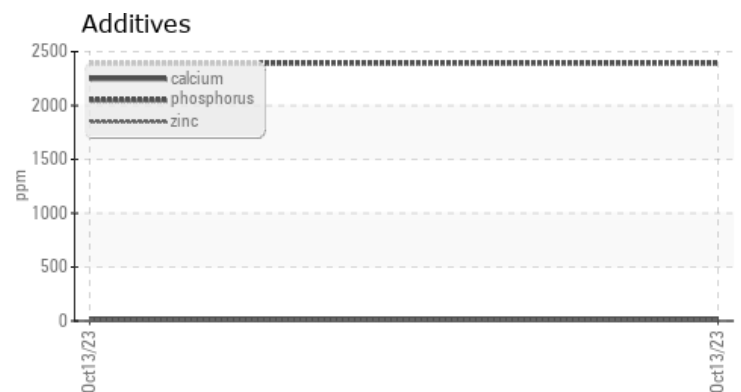 Additives
2500
2000
1500
1000
500
0
ppm
calcium
phosphorus
zinc
Oct13/23
Oct13/23